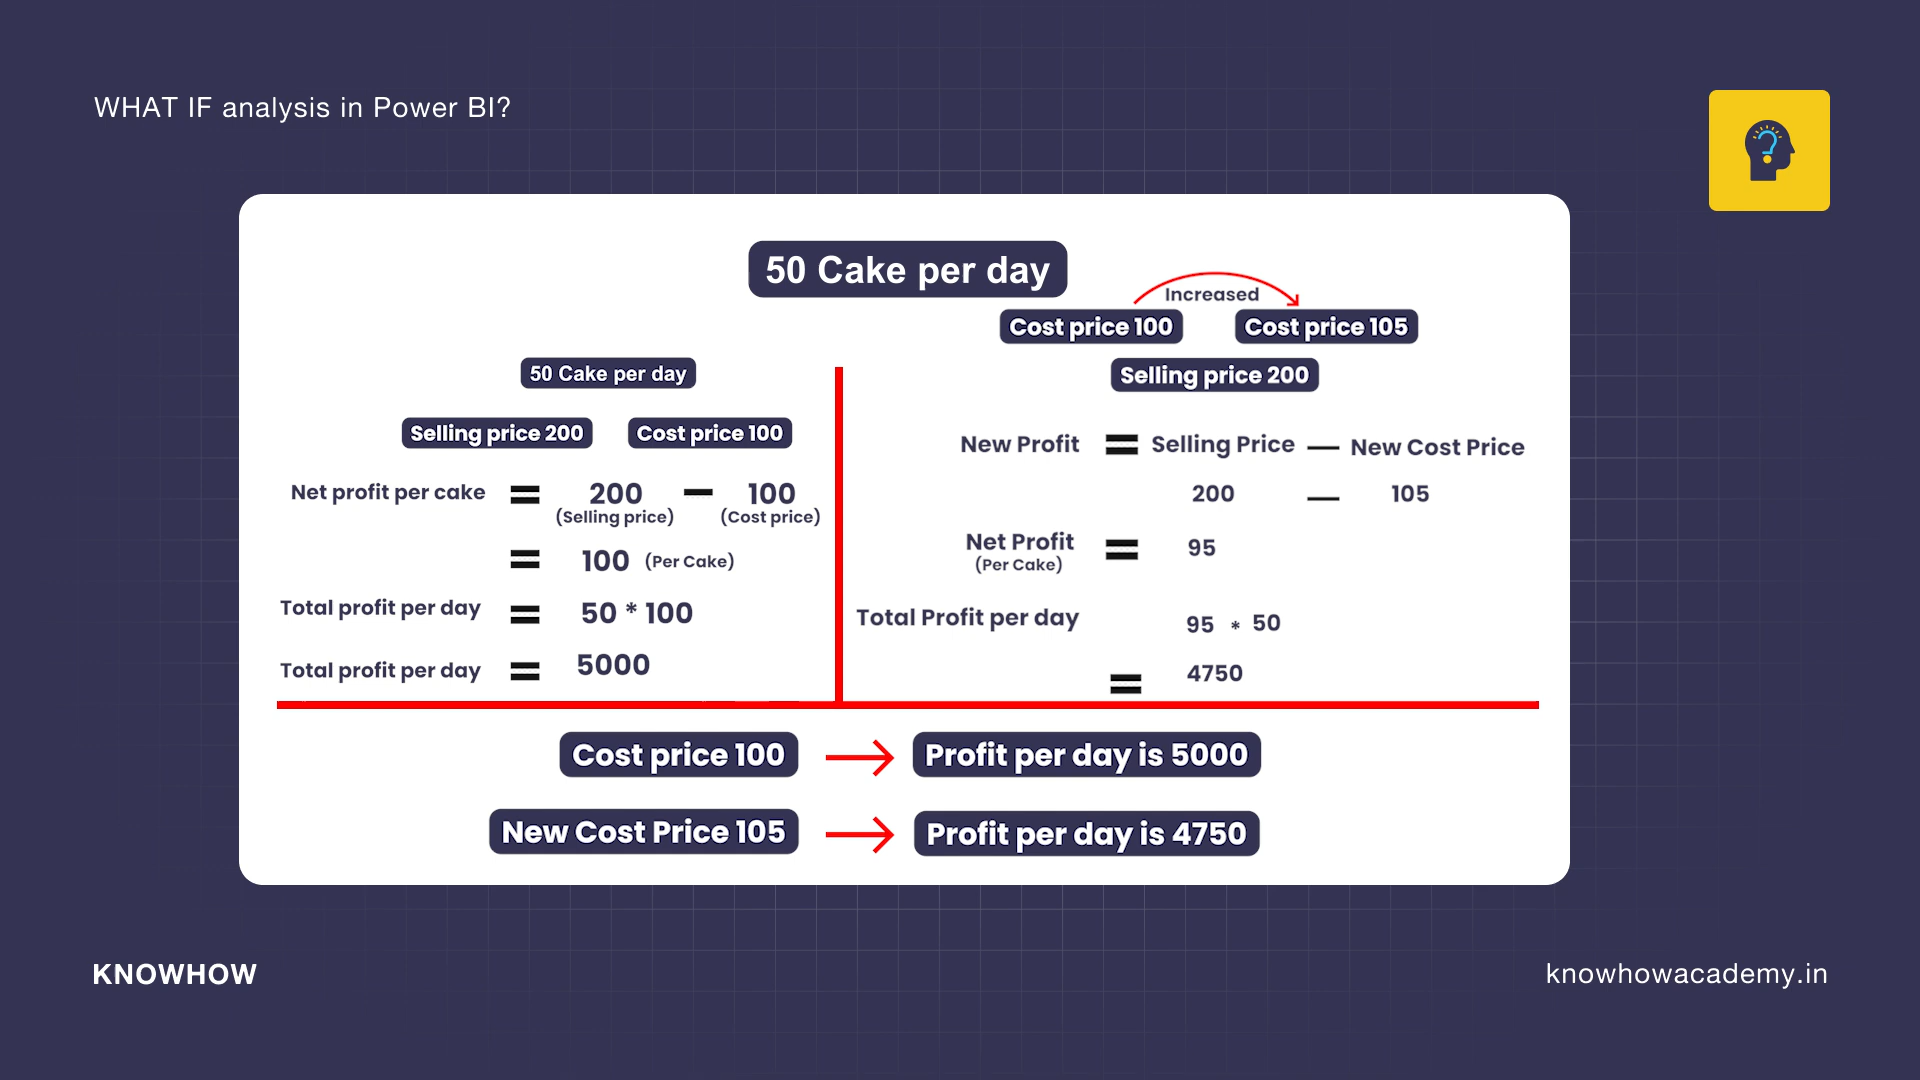 WHAT IF analysis in Power BI?
50 Cake per day
Increased
Cost price 100 Cost price 105
Selling price 200
50 Cake per day
Selling price 200 Cost price 100
Net profit per cake = 200 — 100
(Selling price) (Cost price)
= 100 (Per Cake)
Total profit per day = 50 * 100
Total profit per day = 5000
New Profit = Selling Price — New Cost Price
200 — 105
Net Profit = 95
(Per Cake)
Total Profit per day 95 * 50
= 4750
Cost price 100 → Profit per day is 5000
New Cost Price 105 → Profit per day is 4750
KNOWHOW
knowhowacademy.in